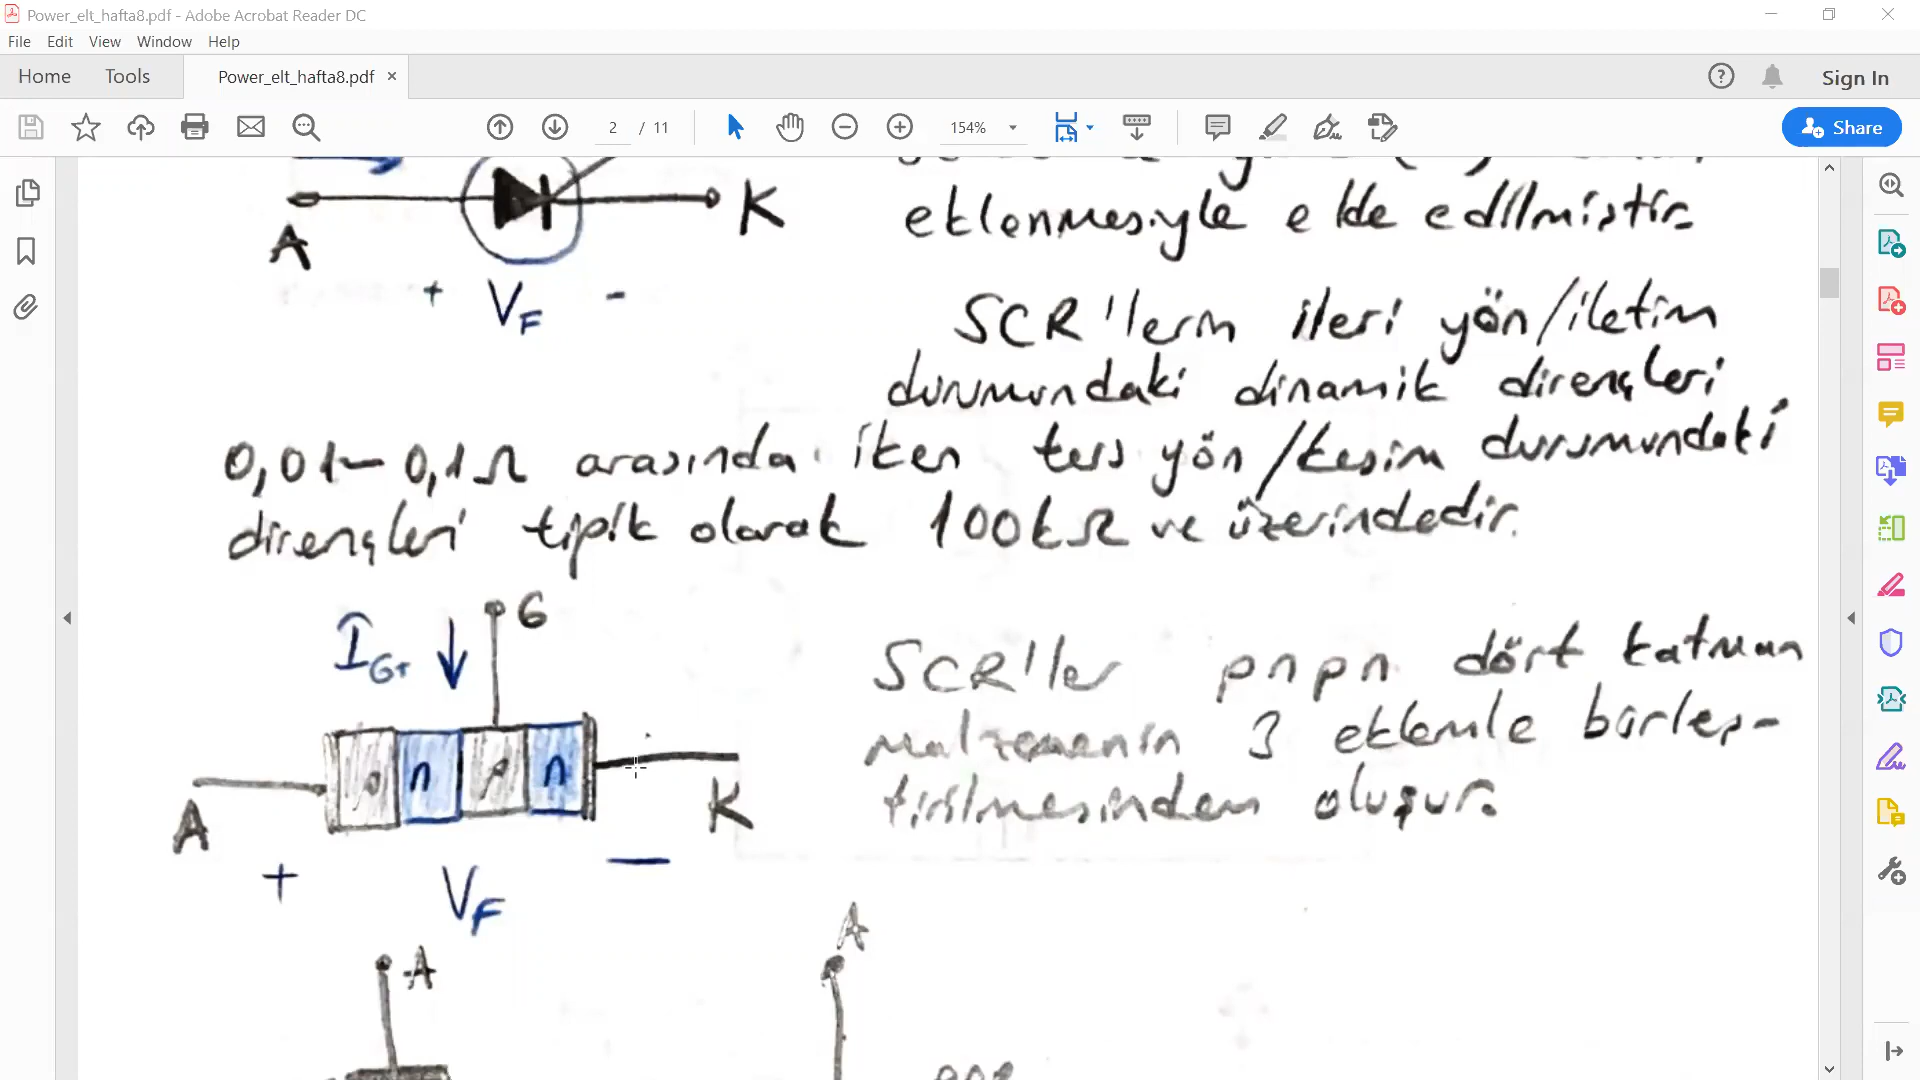 Power_elt_hafta8.pdf - Adobe Acrobat Reader DC
File Edit View Window Help
Home Tools Power_elt_hafta8.pdf × Sign In
2 / 11 154% Share
eklenmesiyle elde edilmiştir.
A K
+ VF -
SCR'lerin ileri yön/iletim
durumundaki dinamik dirençleri
0,01~0,1Ω arasında iken ters yön/kesim durumundaki
dirençleri tipik olarak 100kΩ ve üzerindedir.
IGT G
SCR'ler pnpn dört katman
malzemenin 3 eklemle birleş-
tirilmesinden oluşur.
p n p n
A K
+ VF -
A A